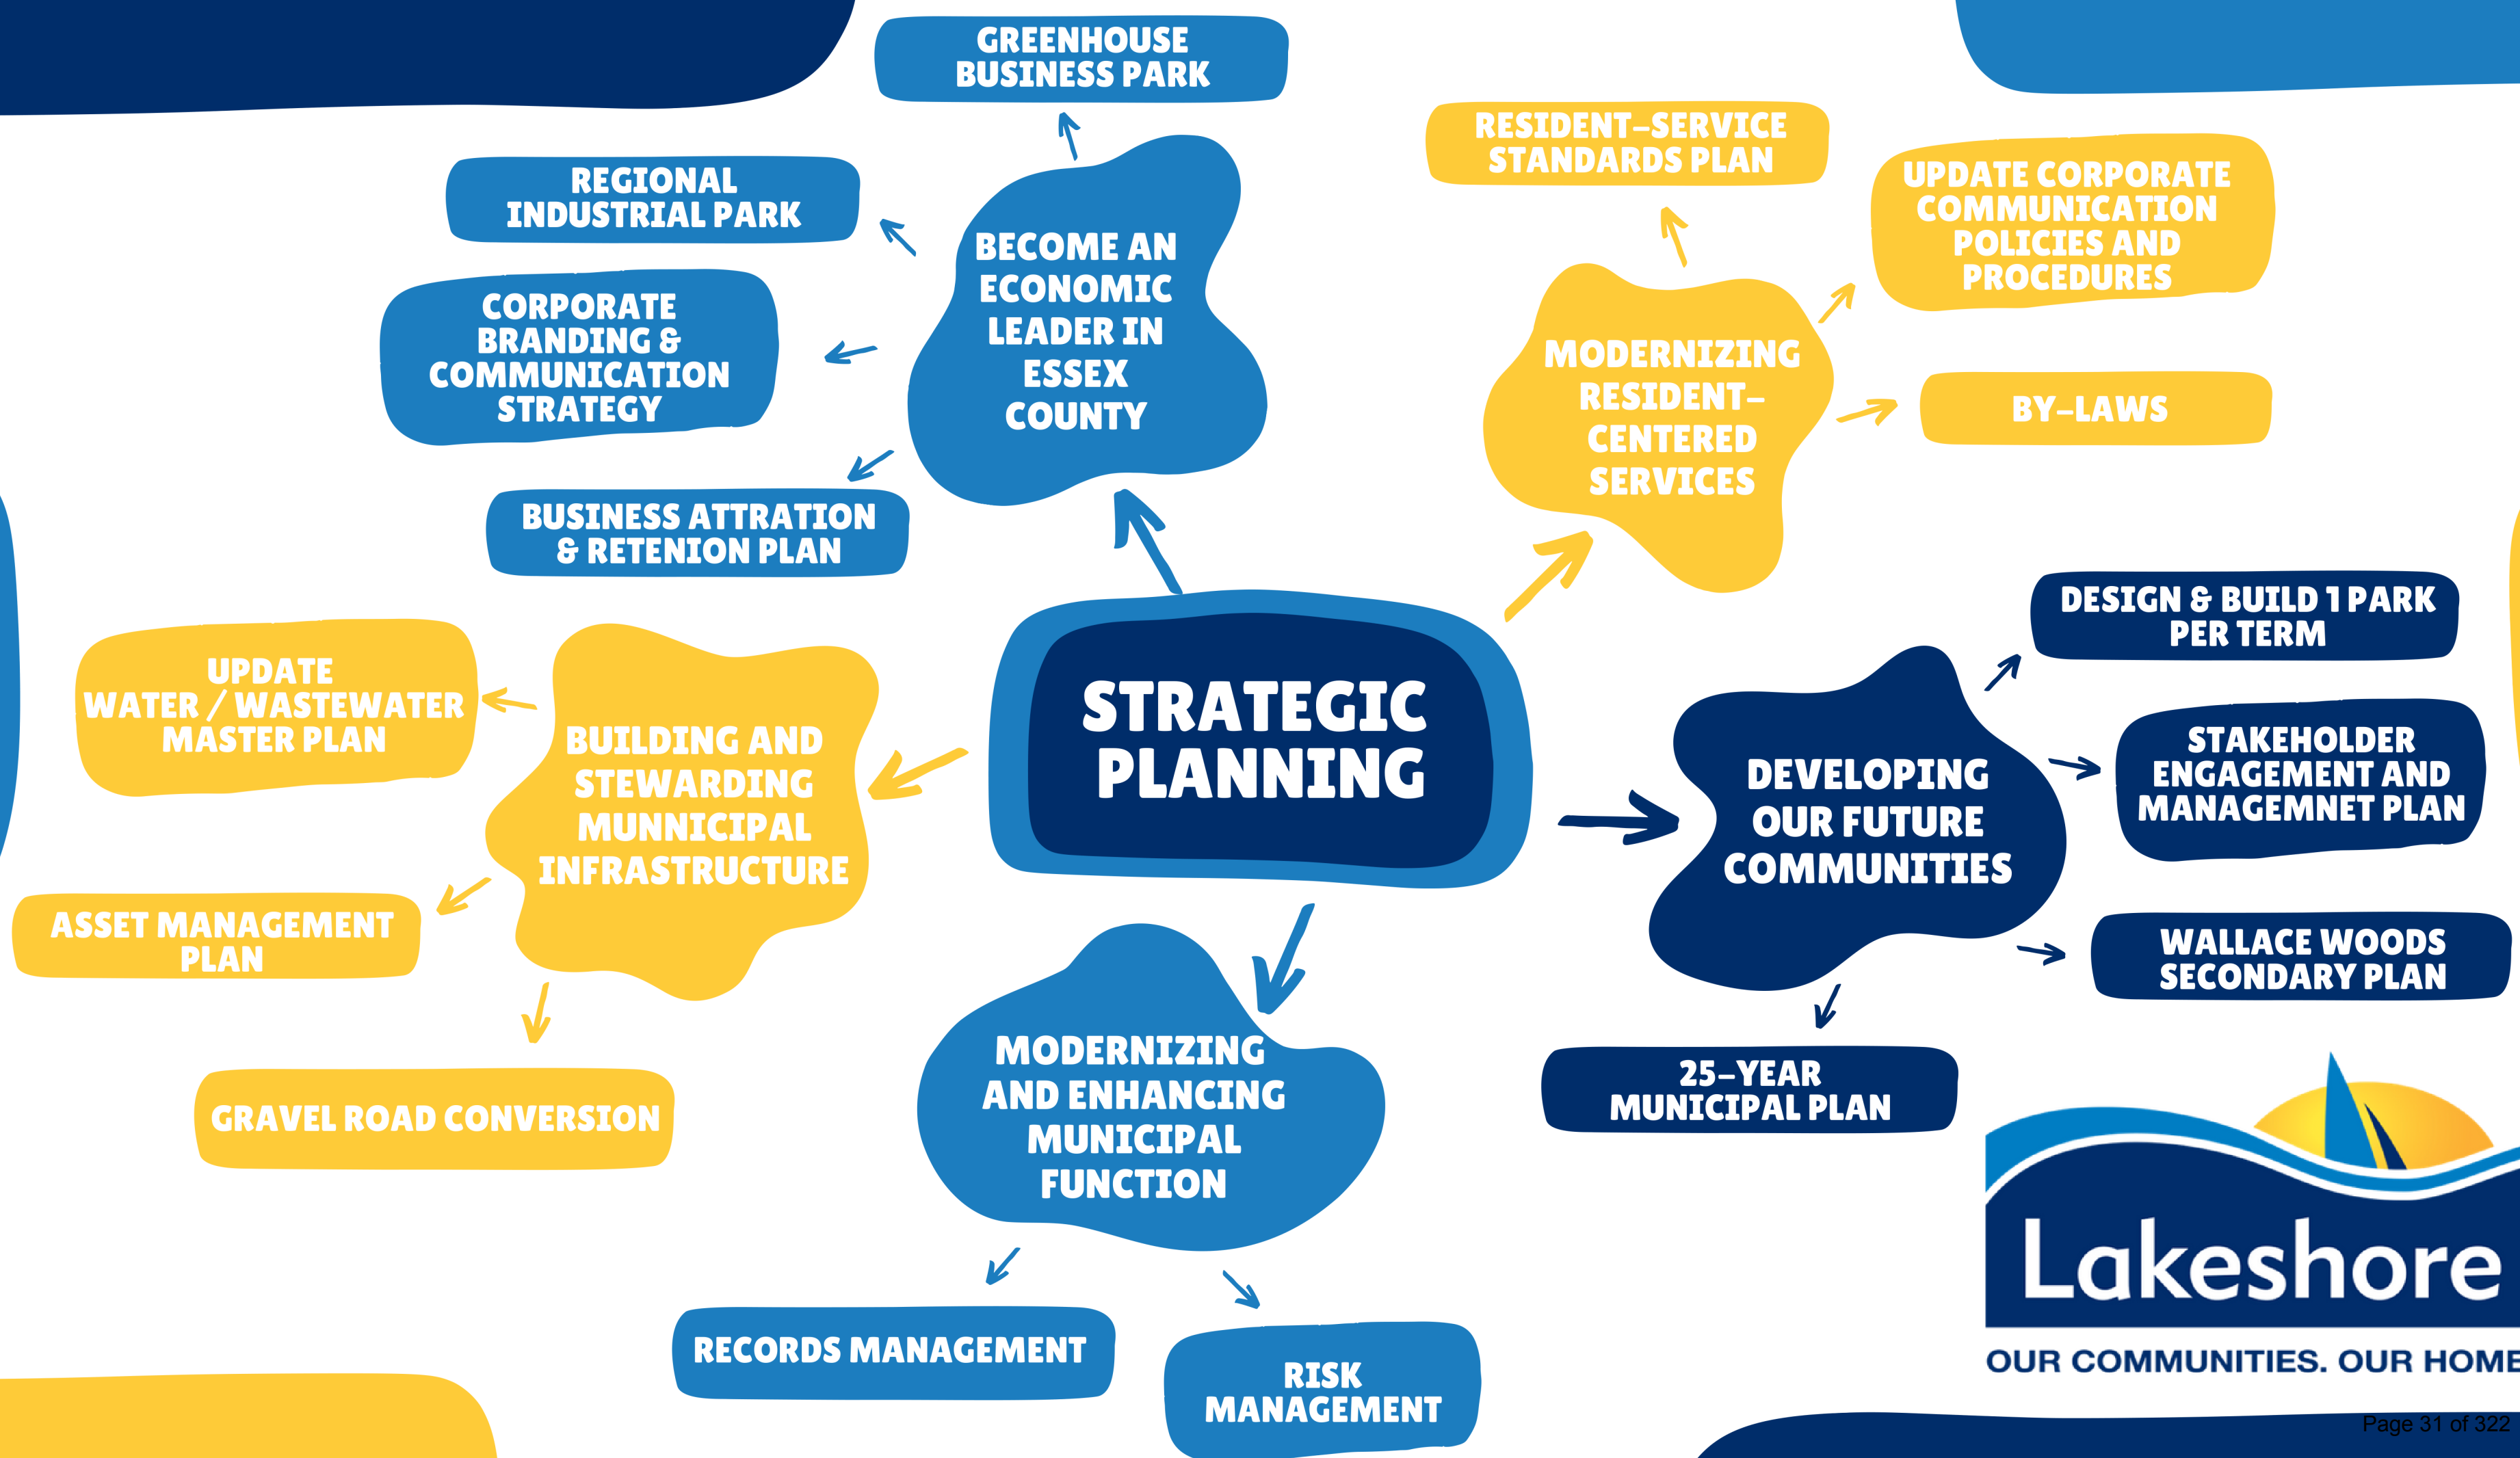 GREENHOUSE
BUSINESS PARK
REGIONAL
INDUSTRIAL PARK
CORPORATE
BRANDING &
COMMUNICATION
STRATEGY
BUSINESS ATTRATION
& RETENION PLAN
BECOME AN
ECONOMIC
LEADER IN
ESSEX
COUNTY
RESIDENT–SERVICE
STANDARDS PLAN
UPDATE CORPORATE
COMMUNICATION
POLICIES AND
PROCEDURES
BY–LAWS
MODERNIZING
RESIDENT–
CENTERED
SERVICES
STRATEGIC
PLANNING
UPDATE
WATER / WASTEWATER
MASTER PLAN
ASSET MANAGEMENT
PLAN
GRAVEL ROAD CONVERSION
BUILDING AND
STEWARDING
MUNNICIPAL
INFRASTRUCTURE
DESIGN & BUILD 1 PARK
PER TERM
STAKEHOLDER
ENGAGEMENT AND
MANAGEMNET PLAN
WALLACE WOODS
SECONDARY PLAN
25–YEAR
MUNICIPAL PLAN
DEVELOPING
OUR FUTURE
COMMUNITIES
MODERNIZING
AND ENHANCING
MUNICIPAL
FUNCTION
RECORDS MANAGEMENT
RISK
MANAGEMENT
Lakeshore
OUR COMMUNITIES. OUR HOME
Page 31 of 322